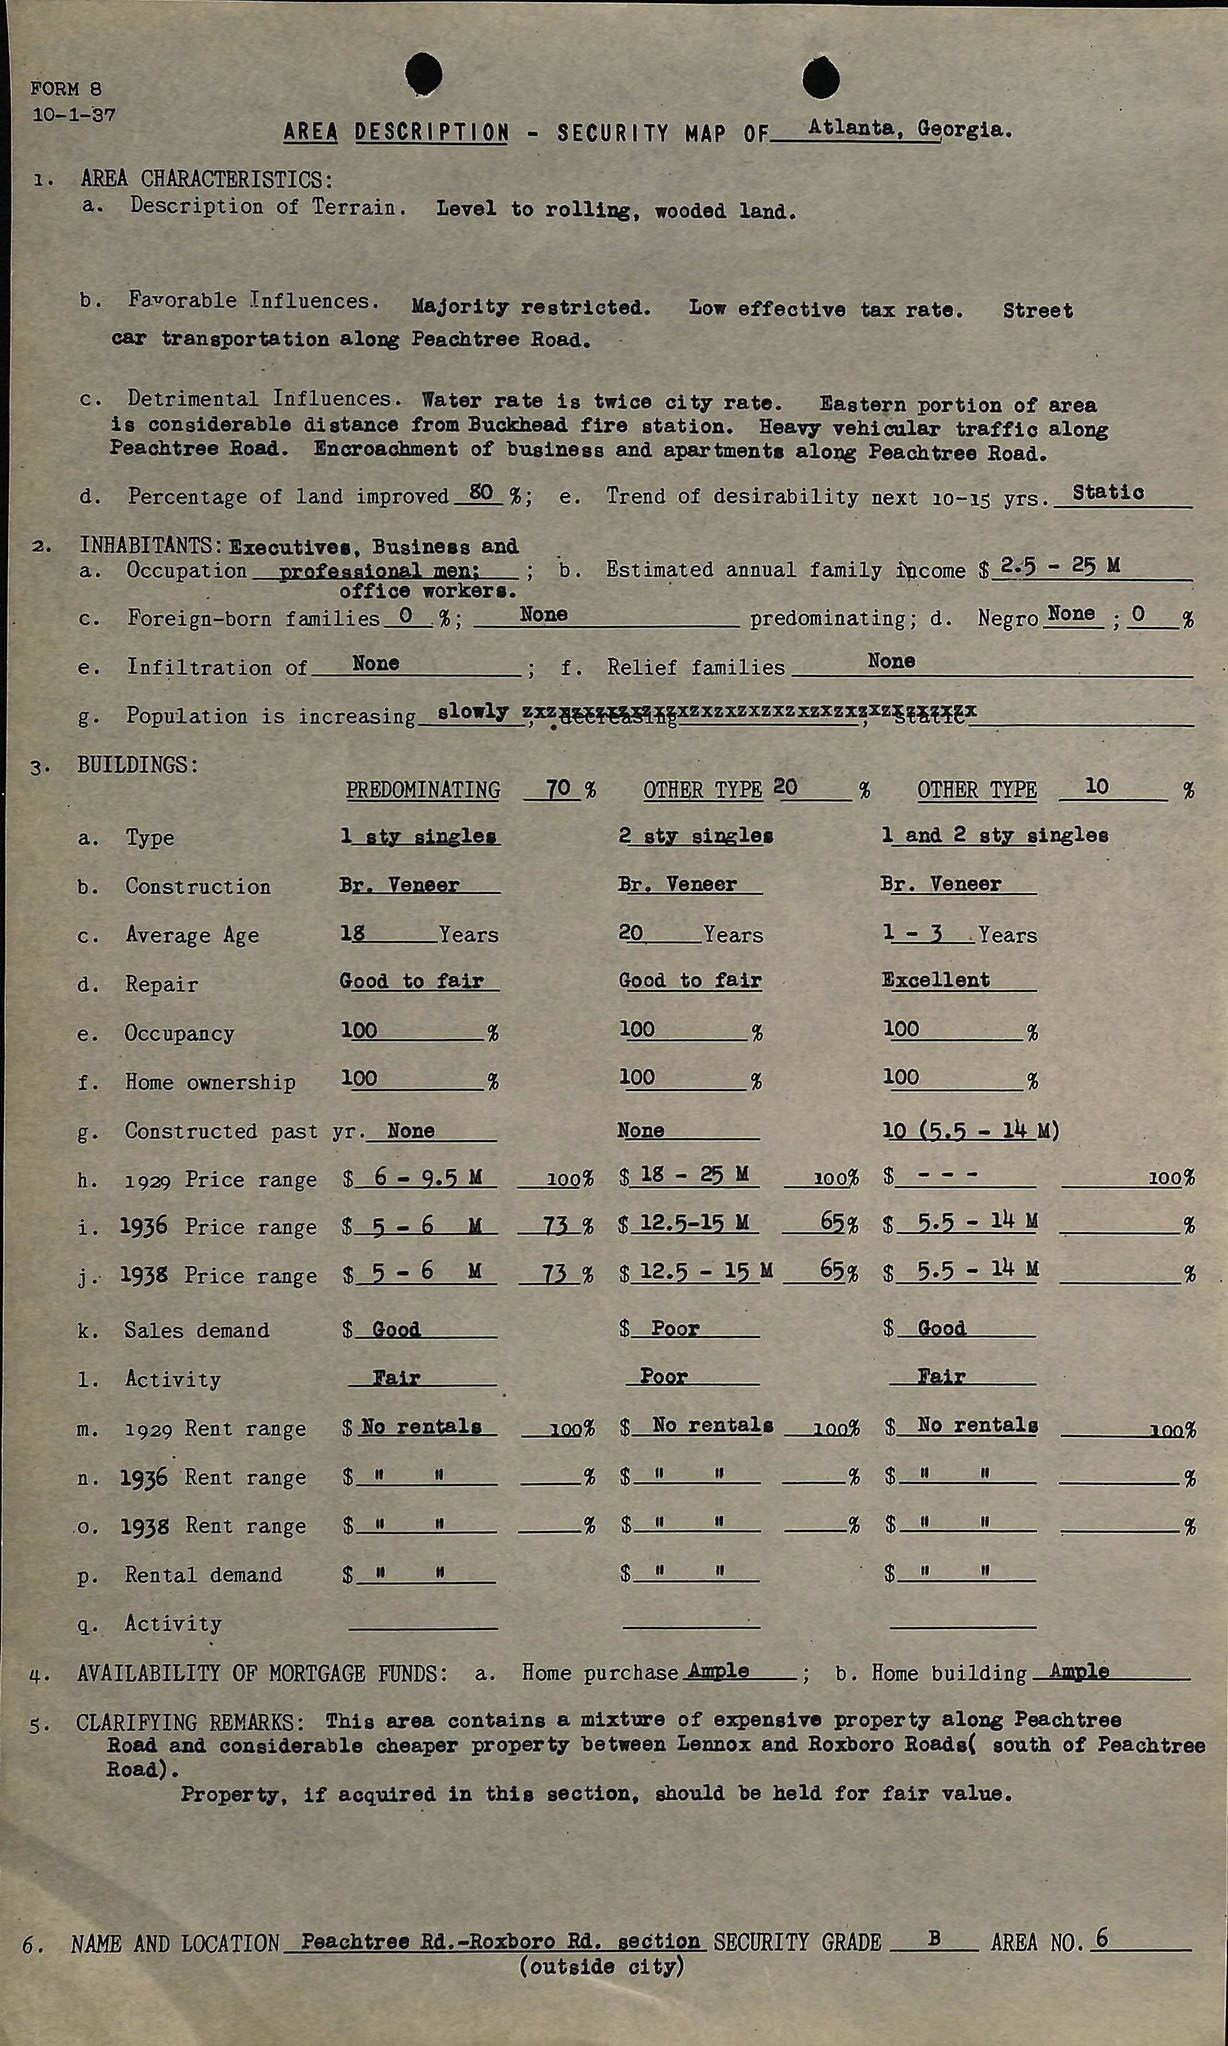 FORM 8
10-1-37
AREA DESCRIPTION - SECURITY MAP OF Atlanta, Georgia.
1. AREA CHARACTERISTICS:
a. Description of Terrain. Level to rolling, wooded land.
b. Favorable Influences. Majority restricted. Low effective tax rate. Street
car transportation along Peachtree Road.
c. Detrimental Influences. Water rate is twice city rate. Eastern portion of area
is considerable distance from Buckhead fire station. Heavy vehicular traffic along
Peachtree Road. Encroachment of business and apartments along Peachtree Road.
d. Percentage of land improved 80 %; e. Trend of desirability next 10-15 yrs. Static
2. INHABITANTS: Executives, Business and
a. Occupation professional men; ; b. Estimated annual family income $ 2.5 - 25 M
office workers.
c. Foreign-born families 0 %; None predominating; d. Negro None ; 0 %
e. Infiltration of None ; f. Relief families None
g. Population is increasing slowly ; decreasing ; static
3. BUILDINGS:
PREDOMINATING 70 % OTHER TYPE 20 % OTHER TYPE 10 %
a. Type 1 sty singles 2 sty singles 1 and 2 sty singles
b. Construction Br. Veneer Br. Veneer Br. Veneer
c. Average Age 18 Years 20 Years 1 - 3 Years
d. Repair Good to fair Good to fair Excellent
e. Occupancy 100 % 100 % 100 %
f. Home ownership 100 % 100 % 100 %
g. Constructed past yr. None None 10 (5.5 - 14 M)
h. 1929 Price range $ 6 - 9.5 M 100% $ 18 - 25 M 100% $ - - - 100%
i. 1936 Price range $ 5 - 6 M 73 % $ 12.5-15 M 65% $ 5.5 - 14 M %
j. 1938 Price range $ 5 - 6 M 73 % $ 12.5 - 15 M 65% $ 5.5 - 14 M %
k. Sales demand $ Good $ Poor $ Good
l. Activity Fair Poor Fair
m. 1929 Rent range $ No rentals 100% $ No rentals 100% $ No rentals 100%
n. 1936 Rent range $ " " % $ " " % $ " " %
o. 1938 Rent range $ " " % $ " " % $ " " %
p. Rental demand $ " " $ " " $ " "
q. Activity
4. AVAILABILITY OF MORTGAGE FUNDS: a. Home purchase Ample ; b. Home building Ample
5. CLARIFYING REMARKS: This area contains a mixture of expensive property along Peachtree
Road and considerable cheaper property between Lennox and Roxboro Roads( south of Peachtree
Road).
Property, if acquired in this section, should be held for fair value.
6. NAME AND LOCATION Peachtree Rd.-Roxboro Rd. section SECURITY GRADE B AREA NO. 6
(outside city)